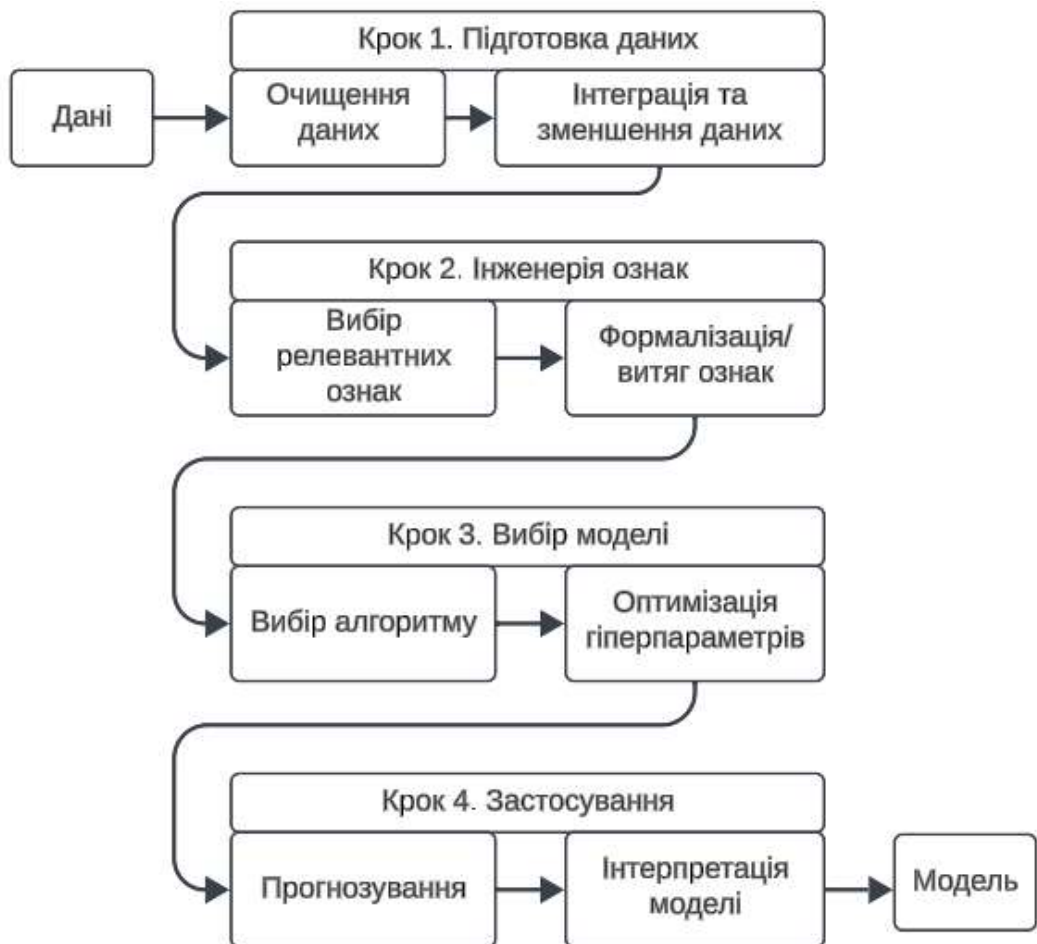 Крок 1. Підготовка даних
Дані
Очищення
даних
Інтеграція та
зменшення даних
Крок 2. Інженерія ознак
Вибір
релевантних
ознак
Формалізація/
витяг ознак
Крок 3. Вибір моделі
Вибір алгоритму
Оптимізація
гіперпараметрів
Крок 4. Застосування
Прогнозування
Інтерпретація
моделі
Модель